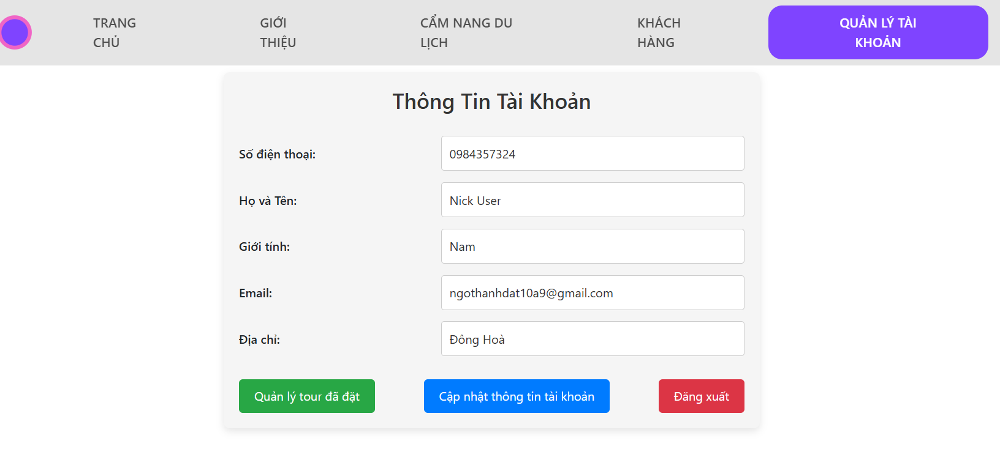 TRANG
CHỦ
GIỚI
THIỆU
CẨM NANG DU
LỊCH
KHÁCH
HÀNG
QUẢN LÝ TÀI
KHOẢN
Thông Tin Tài Khoản
Số điện thoại: 0984357324
Họ và Tên: Nick User
Giới tính: Nam
Email: ngothanhdat10a9@gmail.com
Địa chỉ: Đông Hoà
Quản lý tour đã đặt Cập nhật thông tin tài khoản Đăng xuất